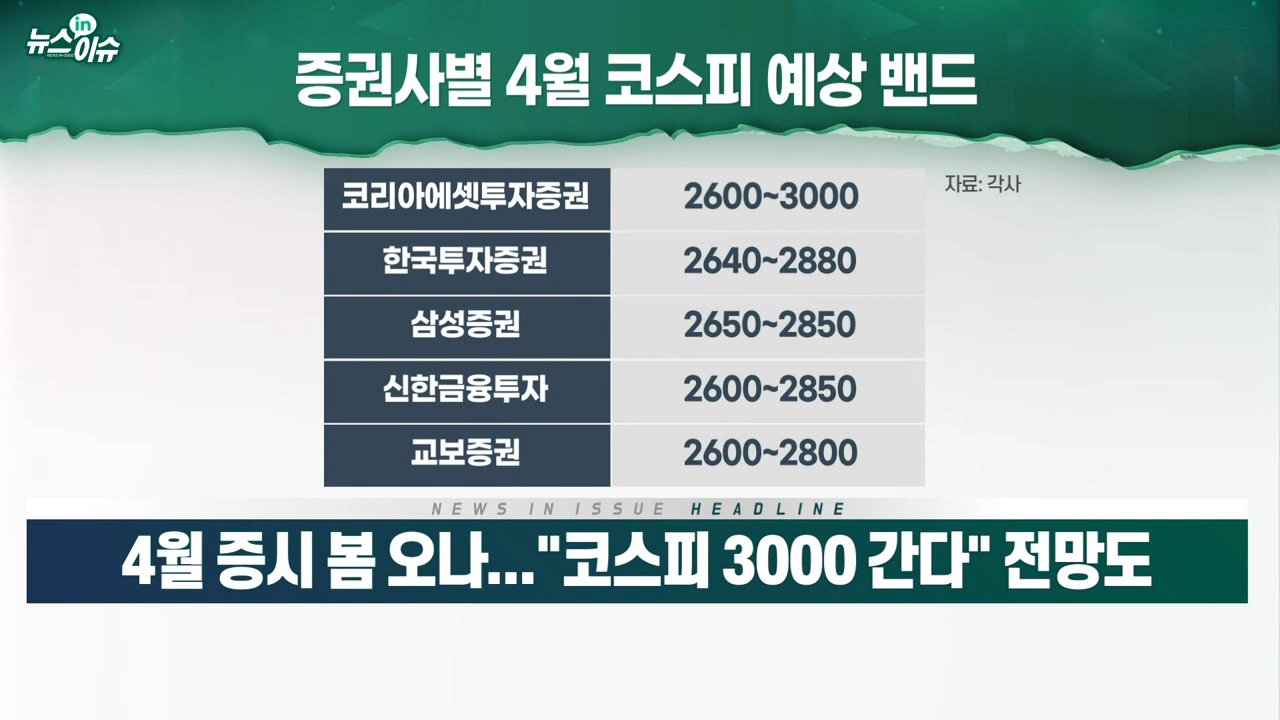 뉴스in이슈
NEWS IN ISSUE
증권사별 4월 코스피 예상 밴드
자료: 각사
코리아에셋투자증권 2600~3000
한국투자증권 2640~2880
삼성증권 2650~2850
신한금융투자 2600~2850
교보증권 2600~2800
NEWS IN ISSUE HEADLINE
4월 증시 봄 오나..."코스피 3000 간다" 전망도